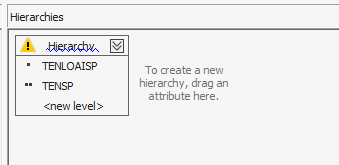 Hierarchies
Hierarchy
TENLOAISP
TENSP
<new level>
To create a new
hierarchy, drag an
attribute here.